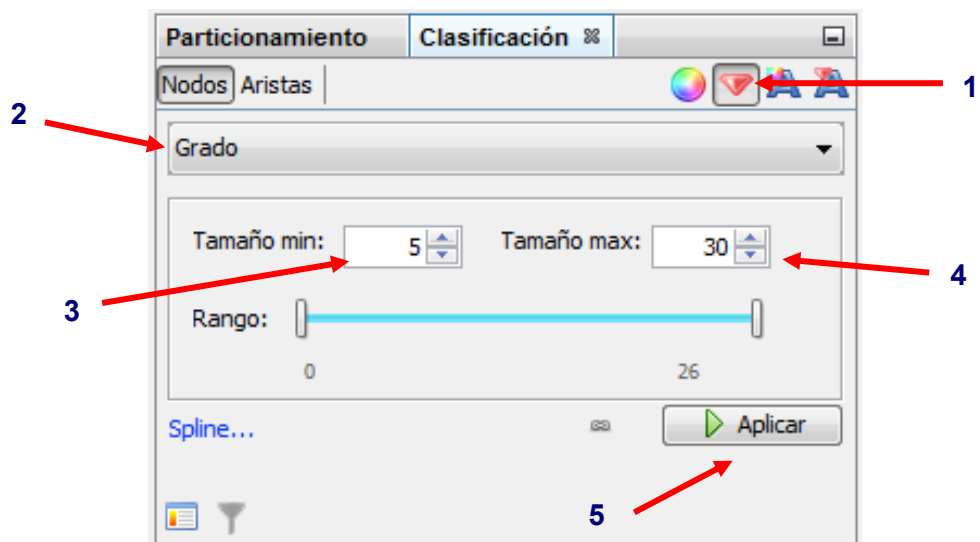 Particionamiento Clasificación
Nodos Aristas
1
2
Grado
Tamaño min: 5 Tamaño max: 30
3
4
Rango:
0 26
Spline... Aplicar
5